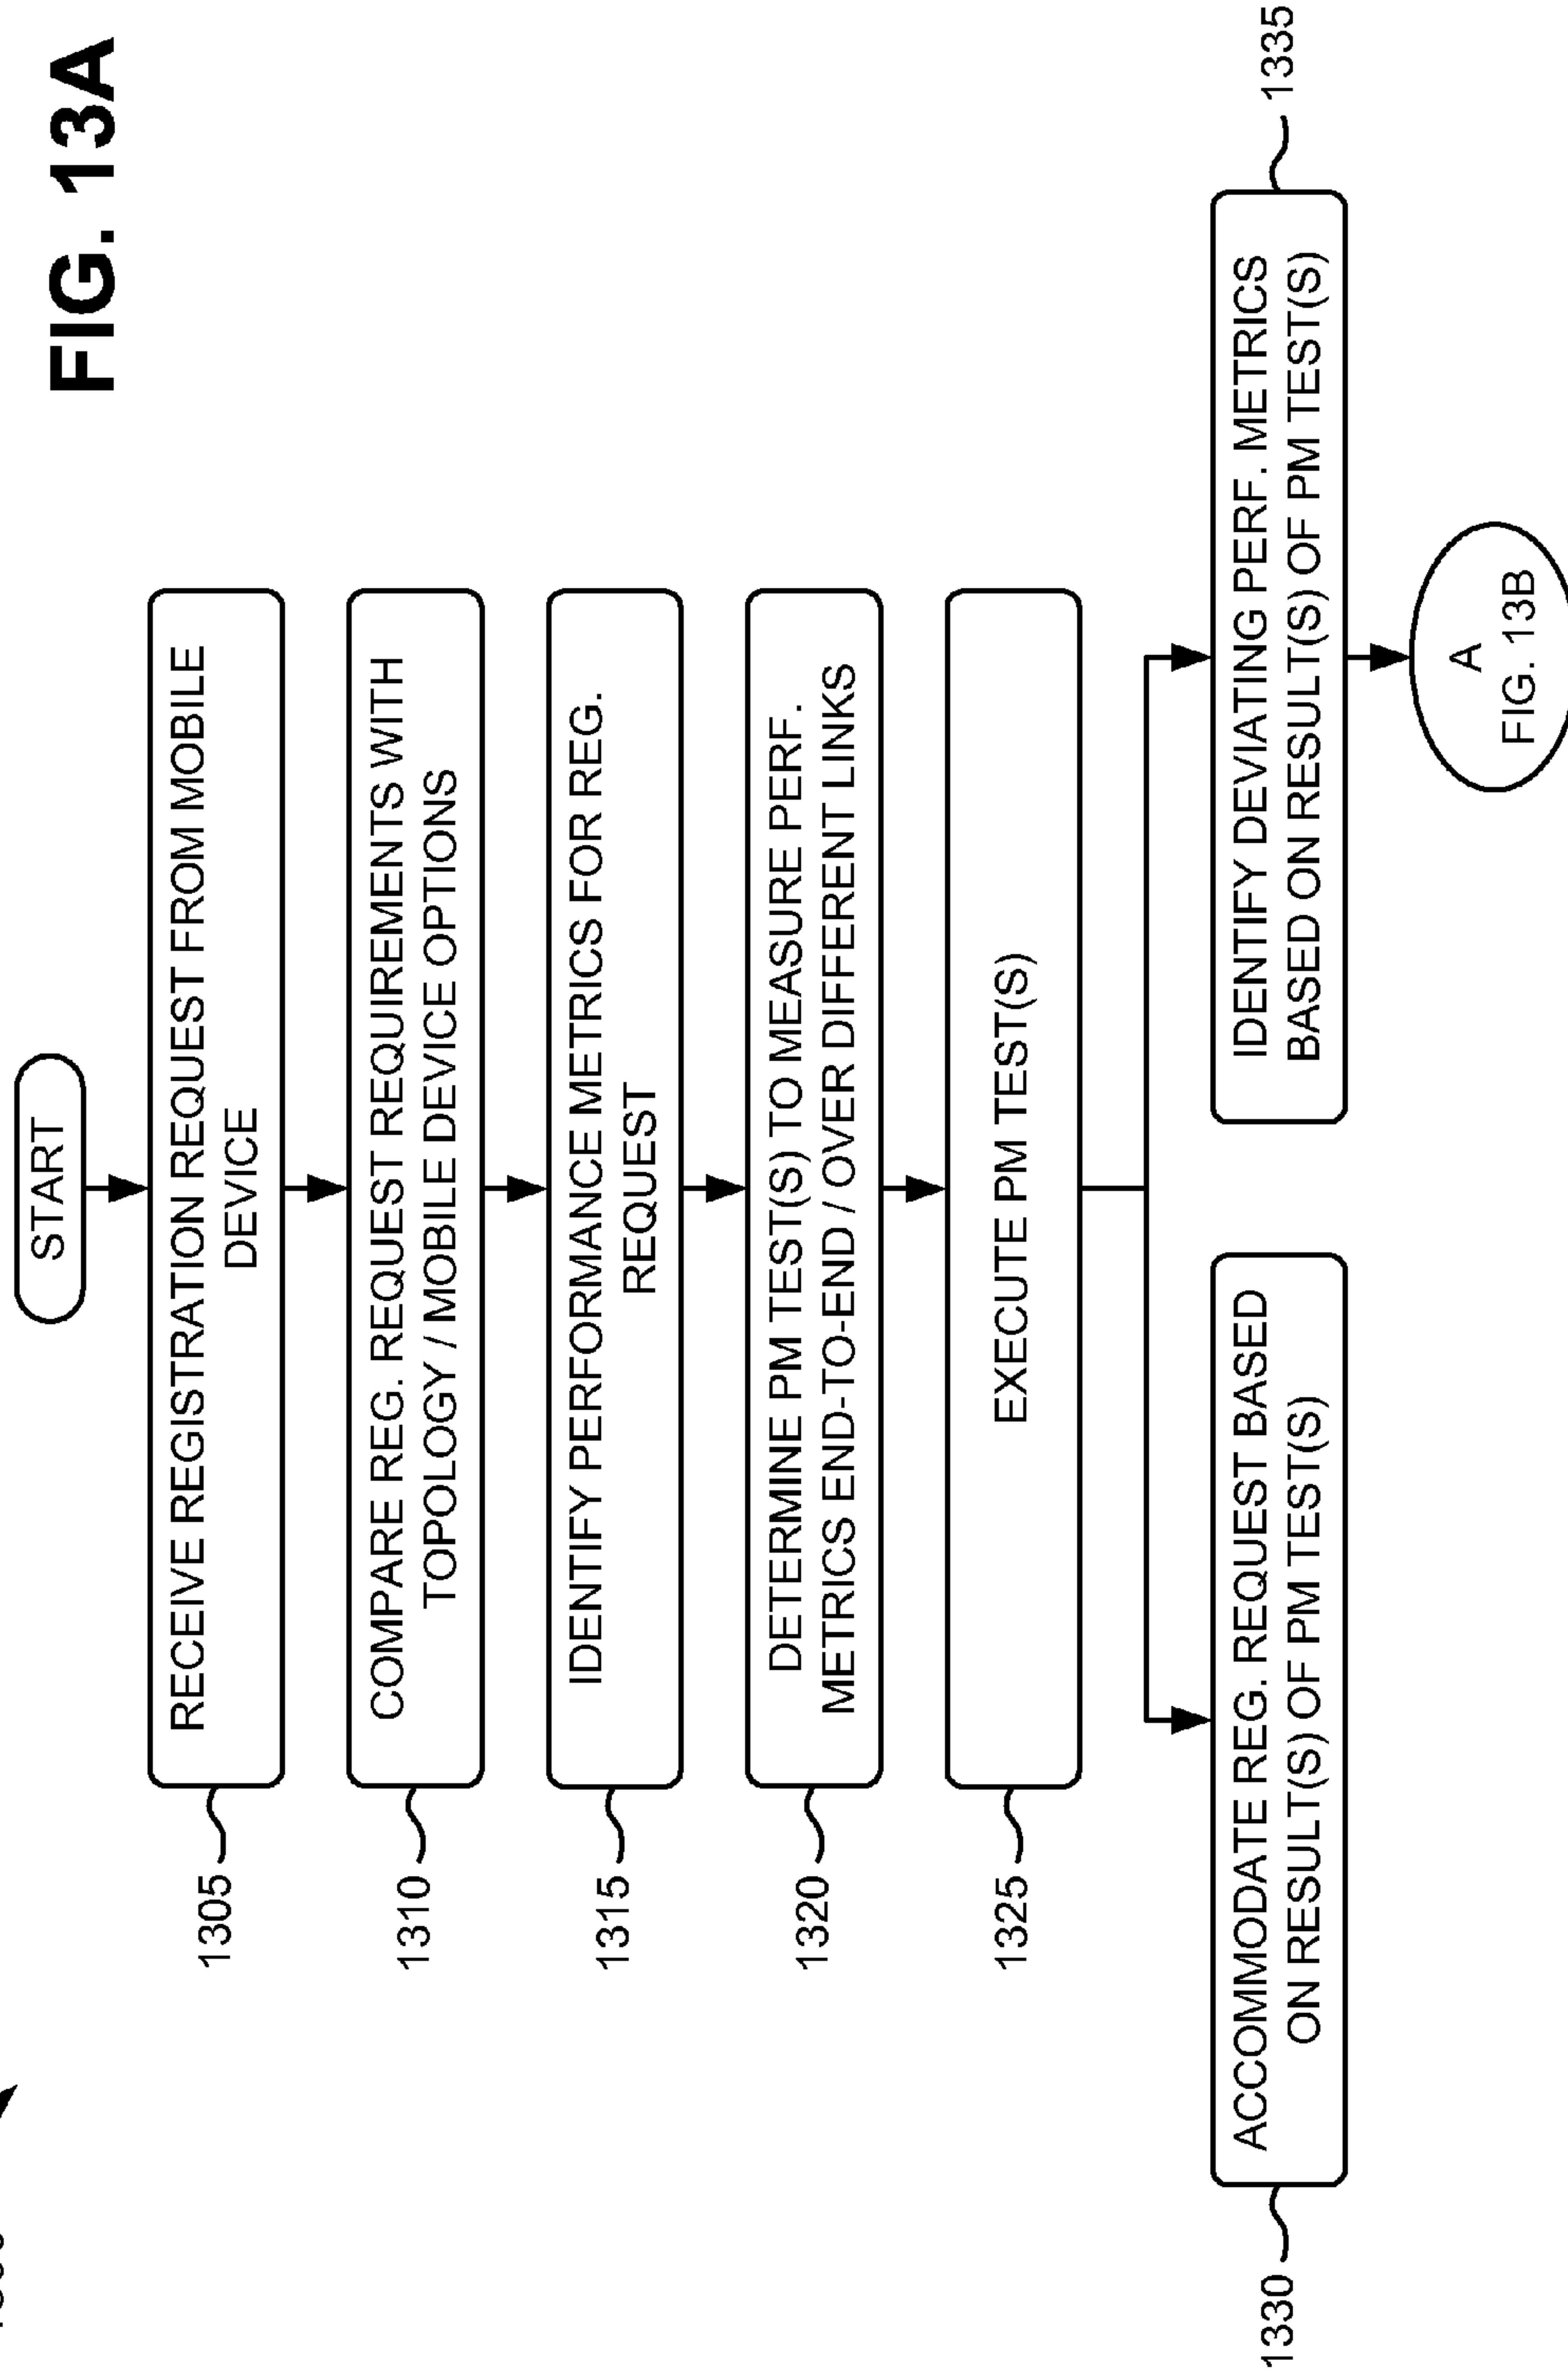 FIG. 13A
START
RECEIVE REGISTRATION REQUEST FROM MOBILE
DEVICE
1305
COMPARE REG. REQUEST REQUIREMENTS WITH
TOPOLOGY / MOBILE DEVICE OPTIONS
1310
IDENTIFY PERFORMANCE METRICS FOR REG.
REQUEST
1315
DETERMINE PM TEST(S) TO MEASURE PERF.
METRICS END-TO-END / OVER DIFFERENT LINKS
1320
EXECUTE PM TEST(S)
1325
ACCOMMODATE REG. REQUEST BASED
ON RESULT(S) OF PM TEST(S)
1330
IDENTIFY DEVIATING PERF. METRICS
BASED ON RESULT(S) OF PM TEST(S)
1335
A
FIG. 13B